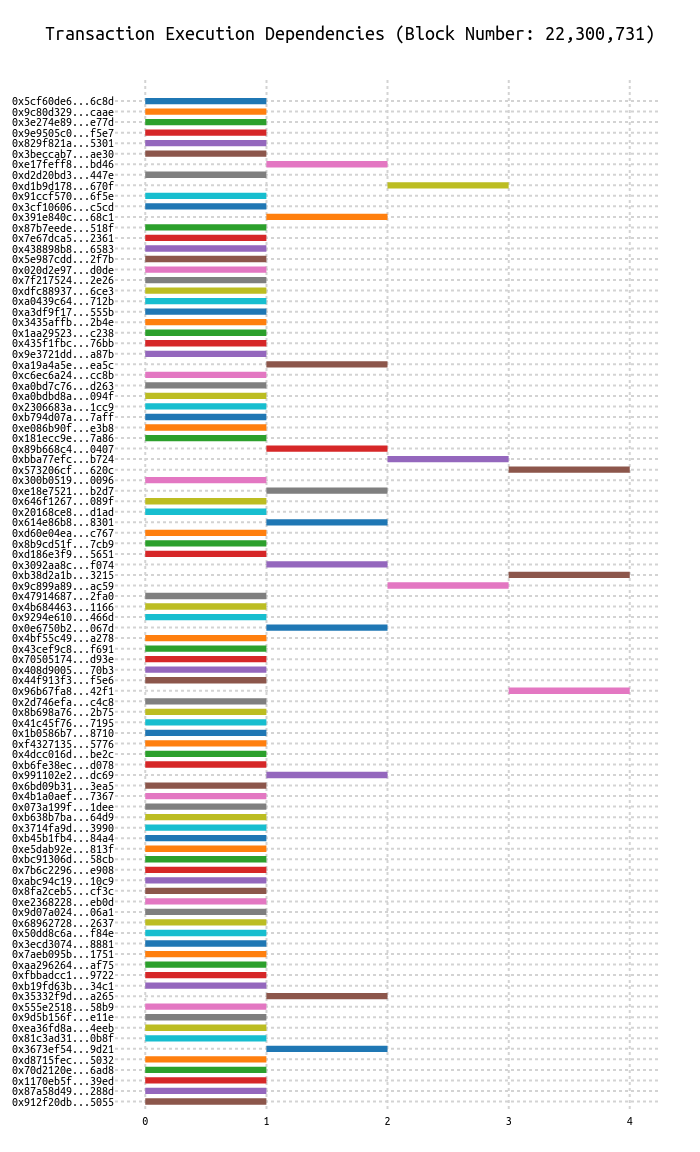 Transaction Execution Dependencies (Block Number: 22,300,731)
0x5cf60de6...6c8d
0x9c80d329...caae
0x3e274e89...e77d
0x9e9505c0...f5e7
0x829f821a...5301
0x3beccab7...ae30
0xe17feff8...bd46
0xd2d20bd3...447e
0xd1b9d178...670f
0x91ccf570...6f5e
0x3cf10606...c5cd
0x391e840c...68c1
0x87b7eede...518f
0x7e67dca5...2361
0x438898b8...6583
0x5e987cdd...2f7b
0x020d2e97...d0de
0x7f217524...2e26
0xdfc88937...6ce3
0xa0439c64...712b
0xa3df9f17...555b
0x3435affb...2b4e
0x1aa29523...c238
0x435f1fbc...76bb
0x9e3721dd...a87b
0xa19a4a5e...ea5c
0xc6ec6a24...cc8b
0xa0bd7c76...d263
0xa0bdbd8a...094f
0x2306683a...1cc9
0xb794d07a...7aff
0xe086b90f...e3b8
0x181ecc9e...7a86
0x89b668c4...0407
0xbba77efc...b724
0x573206cf...620c
0x300b0519...0096
0xe18e7521...b2d7
0x646f1267...089f
0x20168ce8...d1ad
0x614e86b8...8301
0xd60e04ea...c767
0x8b9cd51f...7cb9
0xd186e3f9...5651
0x3092aa8c...f074
0xb38d2a1b...3215
0x9c899a89...ac59
0x47914687...2fa0
0x4b684463...1166
0x9294e610...466d
0x0e6750b2...067d
0x4bf55c49...a278
0x43cef9c8...f691
0x70505174...d93e
0x408d9005...70b3
0x44f913f3...f5e6
0x96b67fa8...42f1
0x2d746efa...c4c8
0x8b698a76...2b75
0x41c45f76...7195
0x1b0586b7...8710
0xf4327135...5776
0x4dcc016d...be2c
0xb6fe38ec...d078
0x991102e2...dc69
0x6bd09b31...3ea5
0x4b1a0aef...7367
0x073a199f...1dee
0xb638b7ba...64d9
0x3714fa9d...3990
0xb45b1fb4...84a4
0xe5dab92e...813f
0xbc91306d...58cb
0x7b6c2296...e908
0xabc94c19...10c9
0x8fa2ceb5...cf3c
0xe2368228...eb0d
0x9d07a024...06a1
0x68962728...2637
0x50dd8c6a...f84e
0x3ecd3074...8881
0x7aeb095b...1751
0xaa296264...af75
0xfbbadcc1...9722
0xb19fd63b...34c1
0x35332f9d...a265
0x555e2518...58b9
0x9d5b156f...e11e
0xea36fd8a...4eeb
0x81c3ad31...0b8f
0x3673ef54...9d21
0xd8715fec...5032
0x70d2120e...6ad8
0x1170eb5f...39ed
0x87a58d49...288d
0x912f20db...5055
0 1 2 3 4